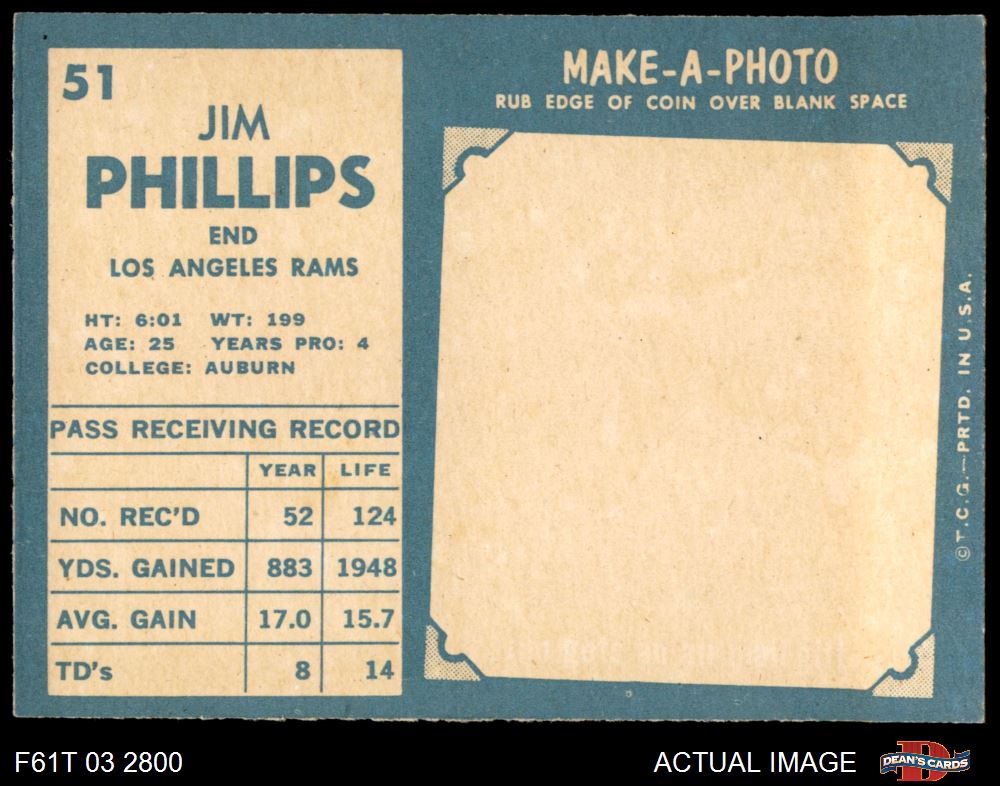 51
JIM
PHILLIPS
END
LOS ANGELES RAMS
HT: 6:01 WT: 199
AGE: 25 YEARS PRO: 4
COLLEGE: AUBURN
PASS RECEIVING RECORD
YEAR LIFE
NO. REC'D 52 124
YDS. GAINED 883 1948
AVG. GAIN 17.0 15.7
TD's 8 14
MAKE-A-PHOTO
RUB EDGE OF COIN OVER BLANK SPACE
©T.C.G.—PRTD. IN U.S.A.
F61T 03 2800
ACTUAL IMAGE
D
DEAN'S CARDS